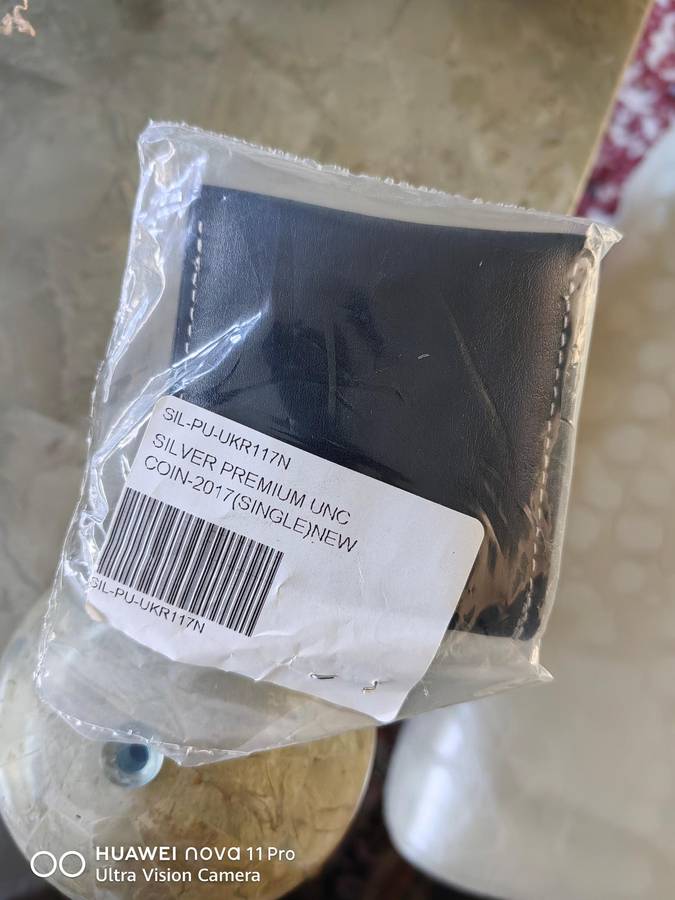 SIL-PU-UKR117N
SILVER PREMIUM UNC
COIN-2017(SINGLE)NEW
SIL-PU-UKR117N
HUAWEI nova 11 Pro
Ultra Vision Camera